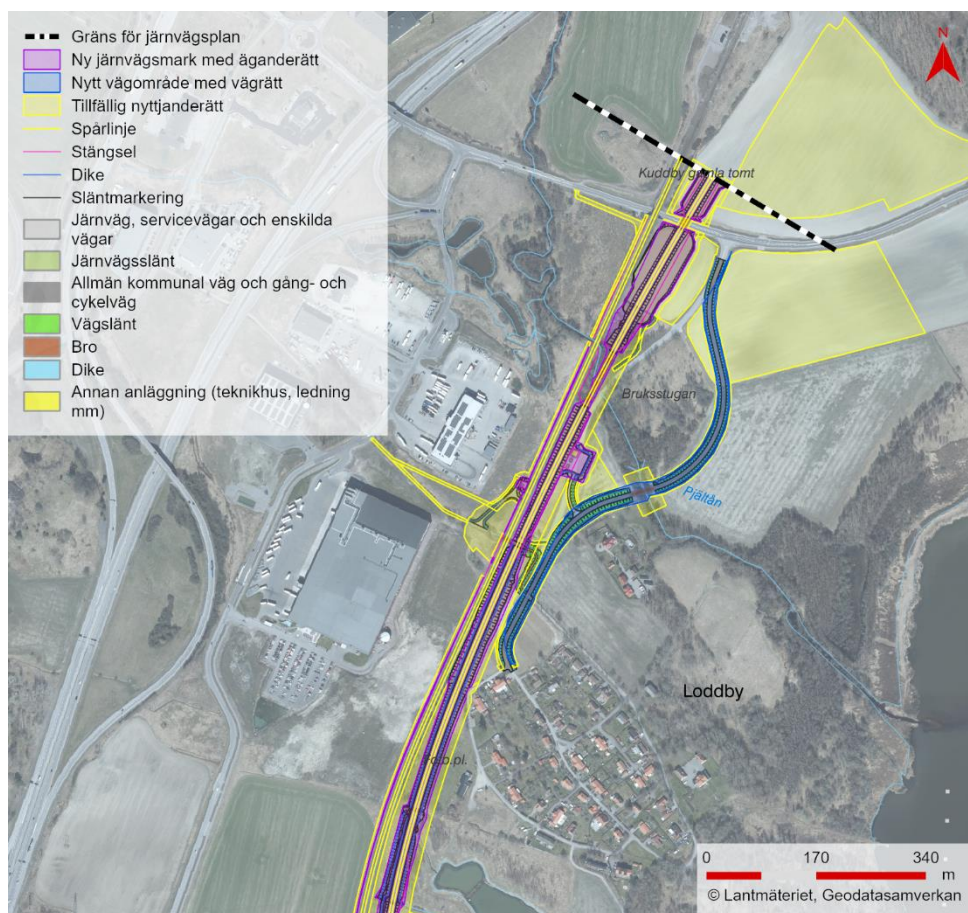 Gräns för järnvägsplan
Ny järnvägsmark med äganderätt
Nytt vägområde med vägrätt
Tillfällig nyttjanderätt
Spårlinje
Stängsel
Dike
Släntmarkering
Järnväg, servicevägar och enskilda
vägar
Järnvägsslänt
Allmän kommunal väg och gång- och
cykelväg
Vägslänt
Bro
Dike
Annan anläggning (teknikhus, ledning
mm)
N
Kuddby gamla tomt
Bruksstugan
Pjältån
Loddby
0 170 340
m
© Lantmäteriet, Geodatasamverkan